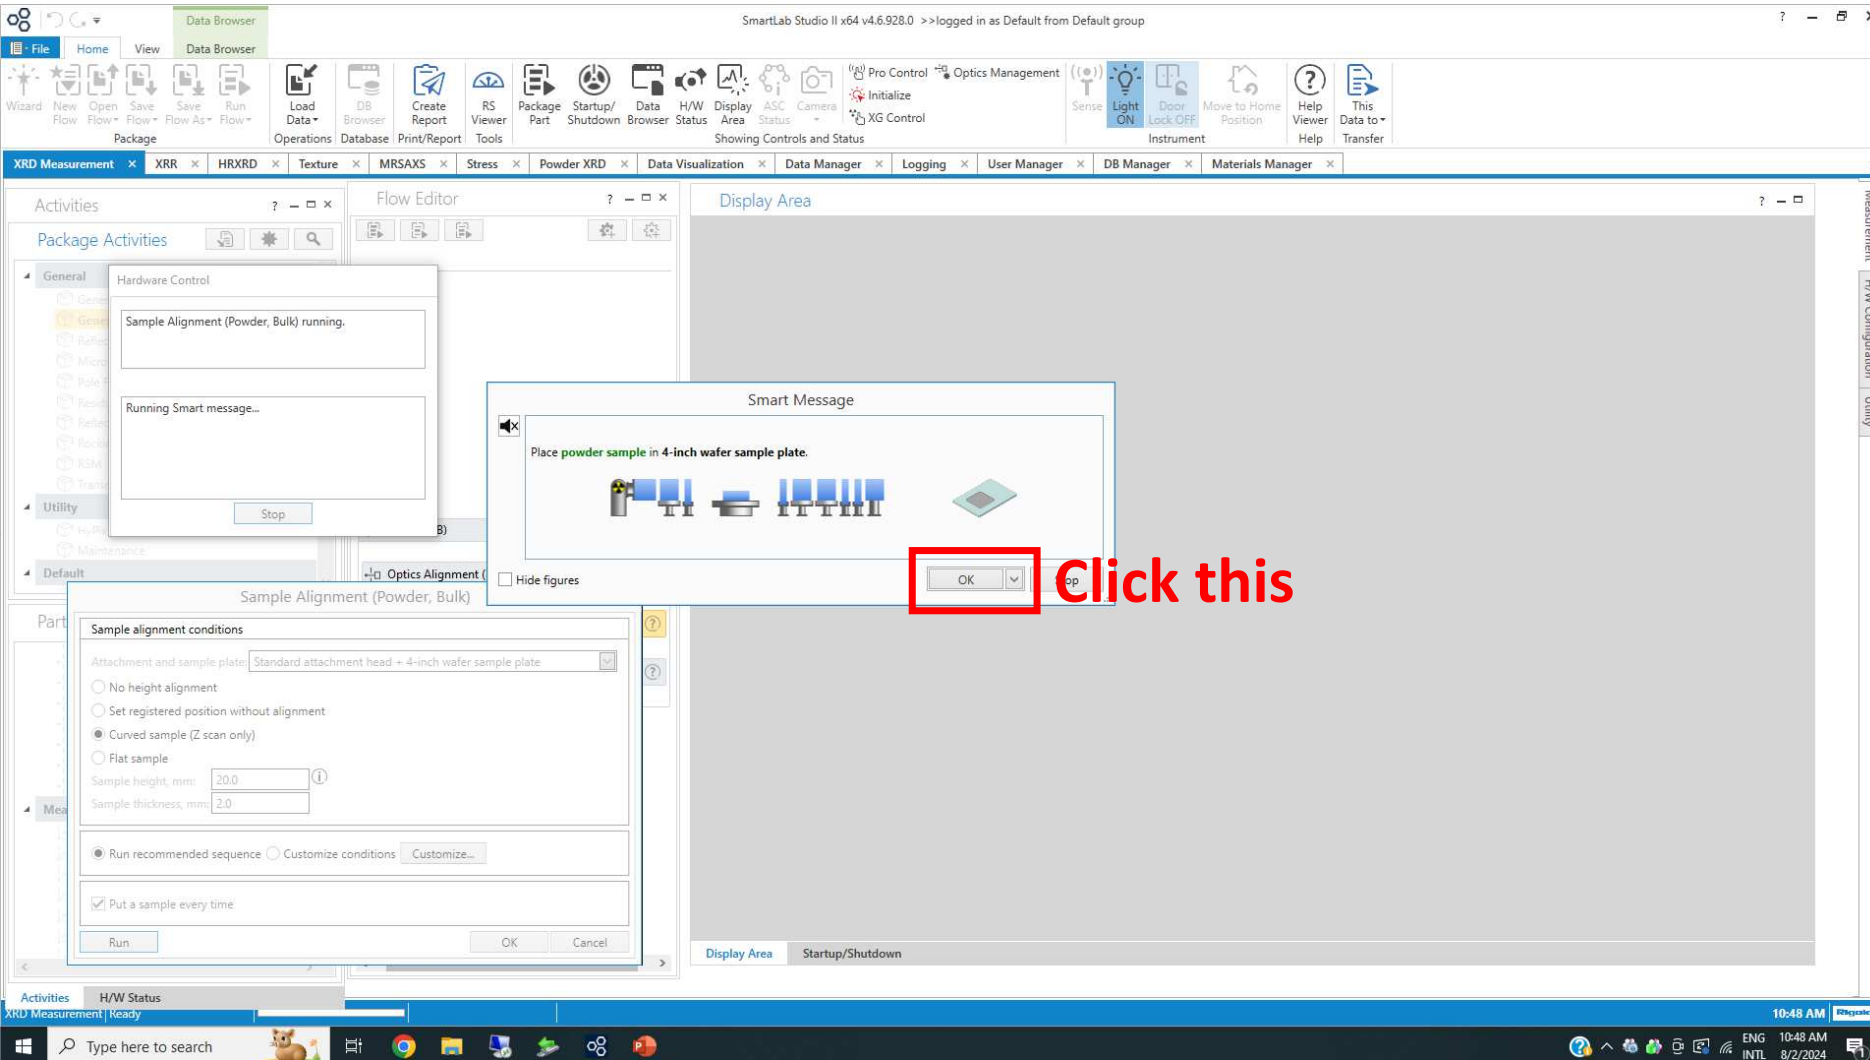 Data Browser
SmartLab Studio II x64 v4.6.928.0 >>logged in as Default from Default group
File Home View Data Browser
Wizard New Flow Open Flow Save Flow Save Flow As Run Flow
Load Data
DB Browser
Create Report
RS Viewer
Package Part Startup/Shutdown Data Browser H/W Status Display Area ASC Status Camera
Pro Control Optics Management
Initialize
XG Control
Sense Light ON Door Lock OFF Move to Home Position
Help Viewer
This Data to
Package Operations Database Print/Report Tools Showing Controls and Status Instrument Help Transfer
XRD Measurement XRR HRXRD Texture MRSAXS Stress Powder XRD Data Visualization Data Manager Logging User Manager DB Manager Materials Manager
Activities
Package Activities
General
Utility
Maintenance
Default
Hardware Control
Sample Alignment (Powder, Bulk) running.
Running Smart message...
Stop
Flow Editor
B)
Optics Alignment (
Display Area
Measurement
H/W Configuration
Utility
Smart Message
Place powder sample in 4-inch wafer sample plate.
Hide figures
OK
Click this
Part
Mea
Sample Alignment (Powder, Bulk)
Sample alignment conditions
Attachment and sample plate: Standard attachment head + 4-inch wafer sample plate
No height alignment
Set registered position without alignment
Curved sample (Z scan only)
Flat sample
Sample height, mm: 20.0
Sample thickness, mm: 2.0
Run recommended sequence Customize conditions Customize...
Put a sample every time
Run OK Cancel
Display Area Startup/Shutdown
Activities H/W Status
XRD Measurement Ready
10:48 AM
Type here to search
ENG
INTL
10:48 AM
8/2/2024